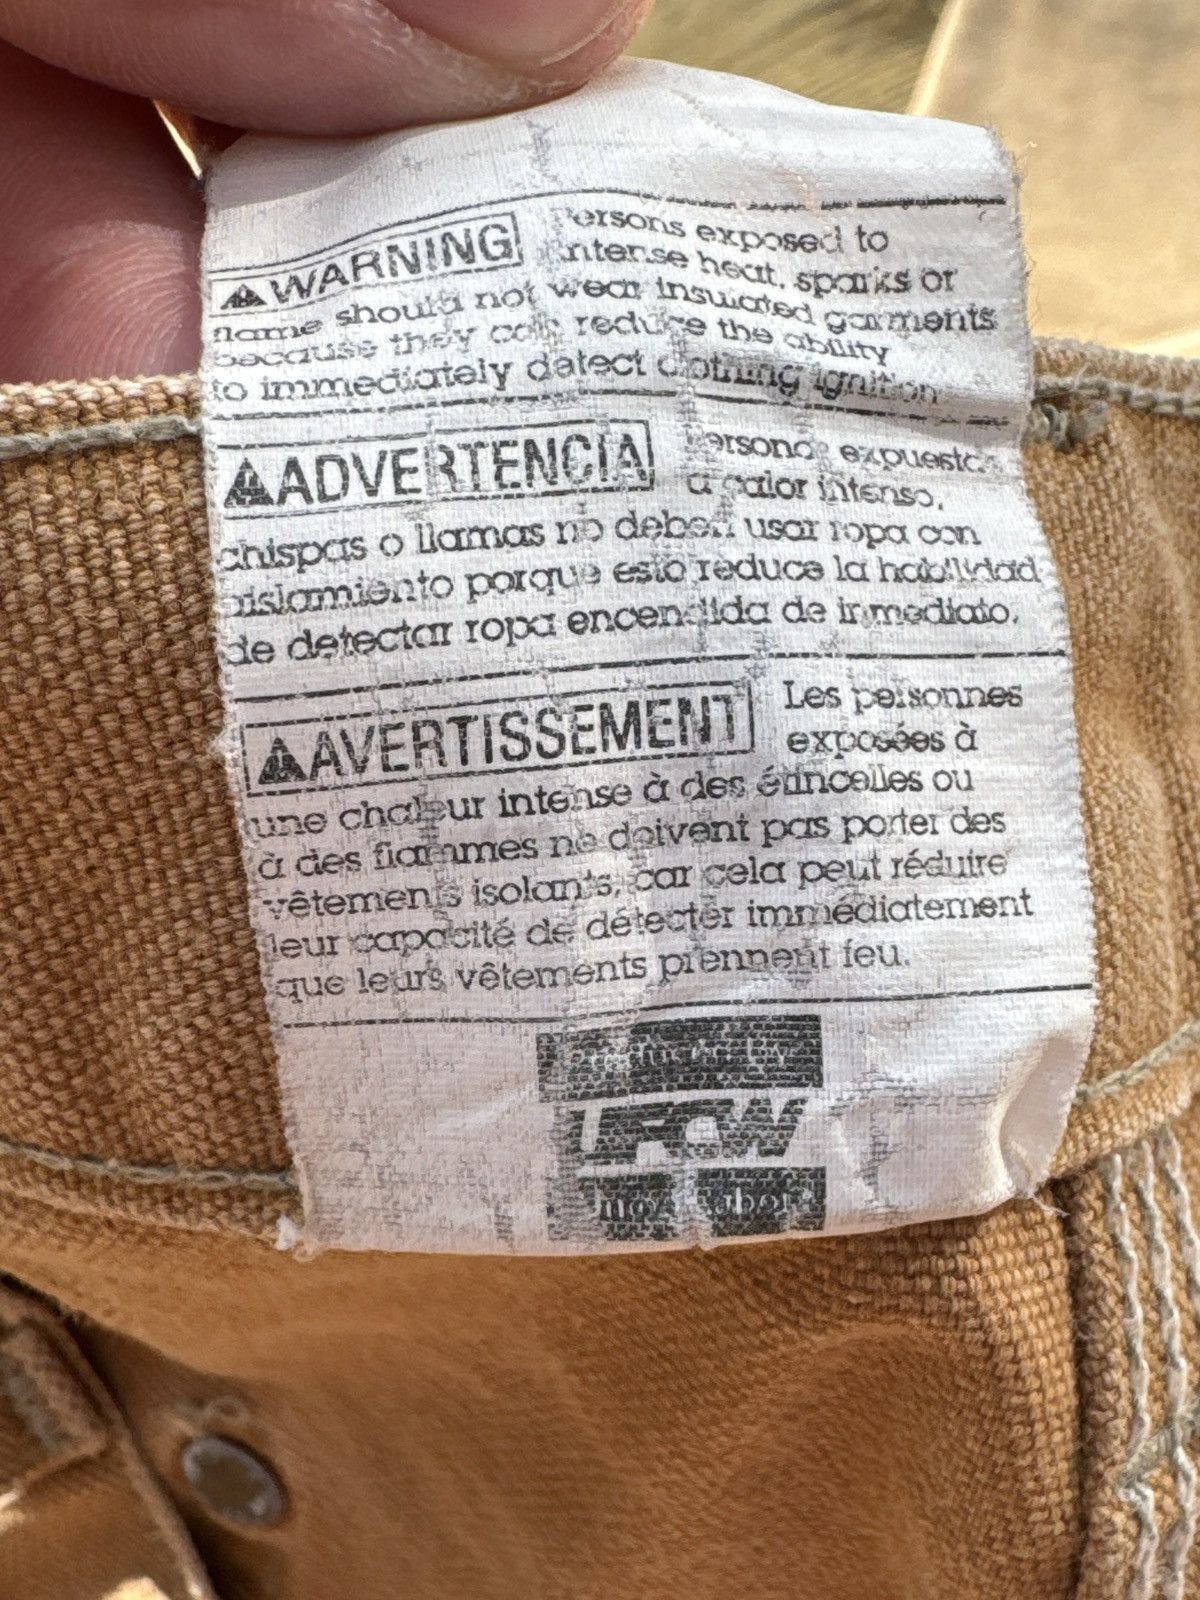 WARNING Persons exposed to
intense heat, sparks or
flame should not wear insulated garments
because they can reduce the ability
to immediately detect clothing ignition
ADVERTENCIA Persona expuesta
a calor intenso,
chispas o llamas no deben usar ropa con
aislamiento porque esto reduce la habilidad
de detectar ropa encendida de inmediato.
AVERTISSEMENT Les personnes
exposées à
une chaleur intense à des étincelles ou
à des flammes ne doivent pas porter des
vêtements isolants, car cela peut réduire
leur capacité de détecter immédiatement
que leurs vêtements prennent feu.
produced by
UFCW